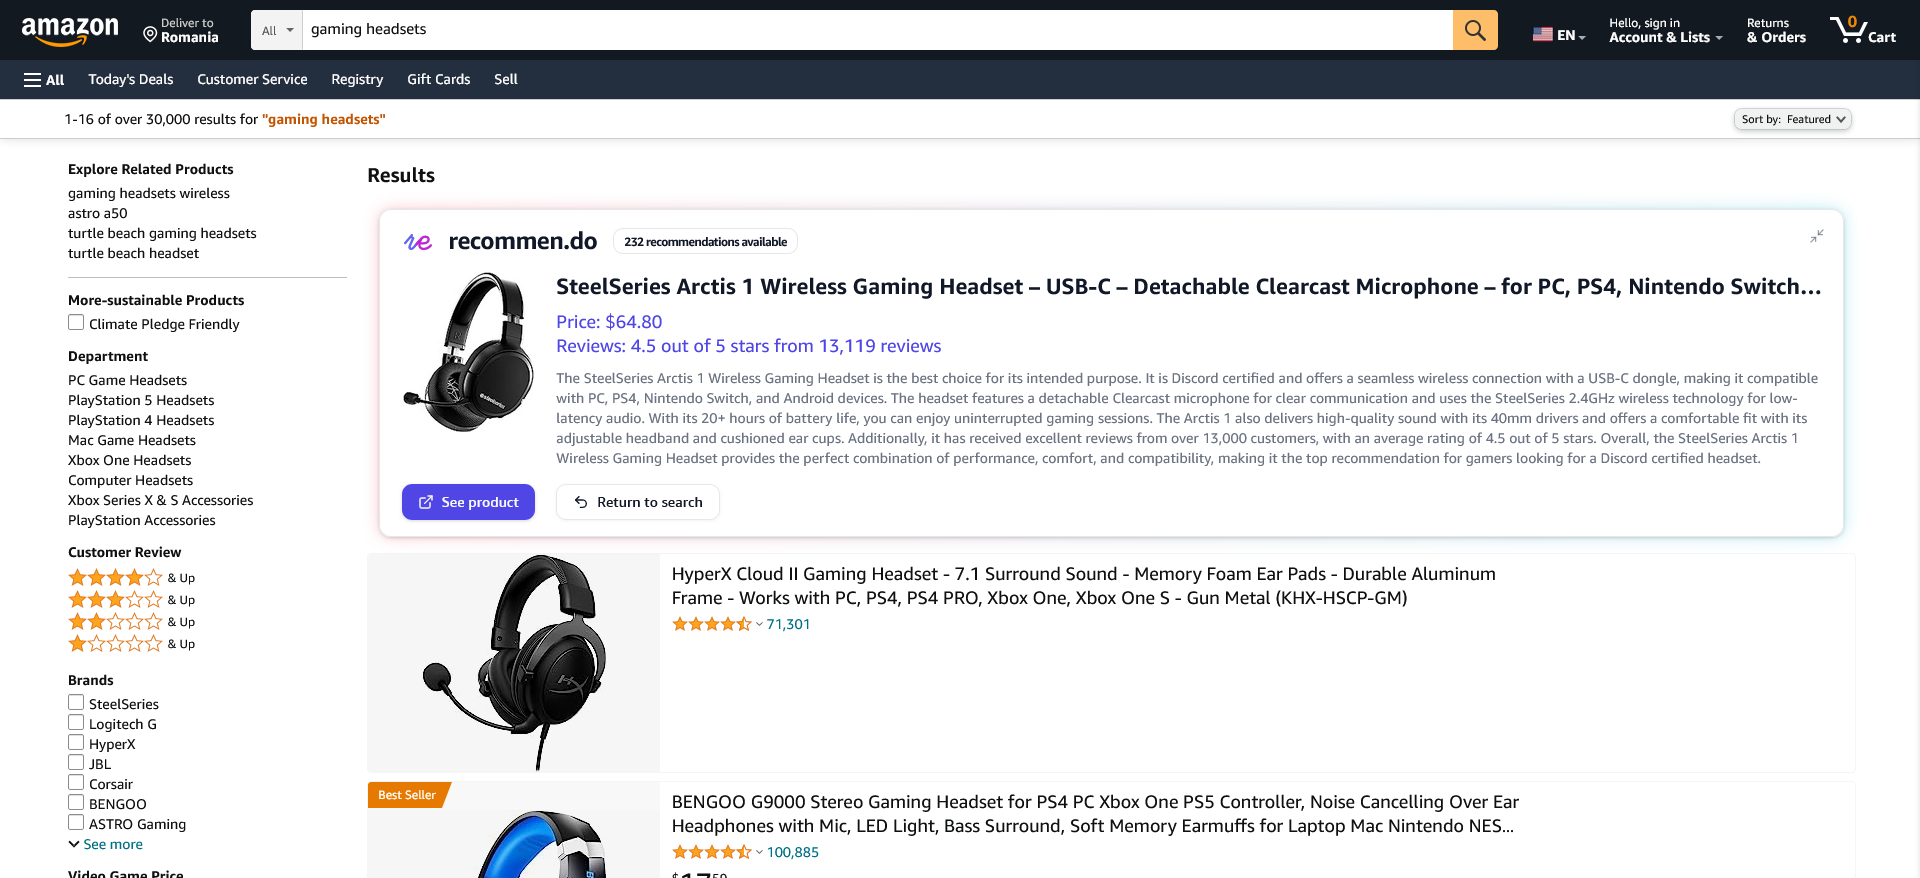 amazon
Deliver to
Romania
All
gaming headsets
EN
Hello, sign in
Account & Lists
Returns
& Orders
0
Cart
All
Today's Deals
Customer Service
Registry
Gift Cards
Sell
1-16 of over 30,000 results for "gaming headsets"
Sort by: Featured
Explore Related Products
gaming headsets wireless
astro a50
turtle beach gaming headsets
turtle beach headset
More-sustainable Products
Climate Pledge Friendly
Department
PC Game Headsets
PlayStation 5 Headsets
PlayStation 4 Headsets
Mac Game Headsets
Xbox One Headsets
Computer Headsets
Xbox Series X & S Accessories
PlayStation Accessories
Customer Review
& Up
& Up
& Up
& Up
Brands
SteelSeries
Logitech G
HyperX
JBL
Corsair
BENGOO
ASTRO Gaming
See more
Video Game Price
Results
re recommen.do
232 recommendations available
SteelSeries Arctis 1 Wireless Gaming Headset – USB-C – Detachable Clearcast Microphone – for PC, PS4, Nintendo Switch...
Price: $64.80
Reviews: 4.5 out of 5 stars from 13,119 reviews
The SteelSeries Arctis 1 Wireless Gaming Headset is the best choice for its intended purpose. It is Discord certified and offers a seamless wireless connection with a USB-C dongle, making it compatible
with PC, PS4, Nintendo Switch, and Android devices. The headset features a detachable Clearcast microphone for clear communication and uses the SteelSeries 2.4GHz wireless technology for low-
latency audio. With its 20+ hours of battery life, you can enjoy uninterrupted gaming sessions. The Arctis 1 also delivers high-quality sound with its 40mm drivers and offers a comfortable fit with its
adjustable headband and cushioned ear cups. Additionally, it has received excellent reviews from over 13,000 customers, with an average rating of 4.5 out of 5 stars. Overall, the SteelSeries Arctis 1
Wireless Gaming Headset provides the perfect combination of performance, comfort, and compatibility, making it the top recommendation for gamers looking for a Discord certified headset.
steelseries
See product
Return to search
HyperX Cloud II Gaming Headset - 7.1 Surround Sound - Memory Foam Ear Pads - Durable Aluminum
Frame - Works with PC, PS4, PS4 PRO, Xbox One, Xbox One S - Gun Metal (KHX-HSCP-GM)
71,301
HX
Best Seller
BENGOO G9000 Stereo Gaming Headset for PS4 PC Xbox One PS5 Controller, Noise Cancelling Over Ear
Headphones with Mic, LED Light, Bass Surround, Soft Memory Earmuffs for Laptop Mac Nintendo NES...
100,885